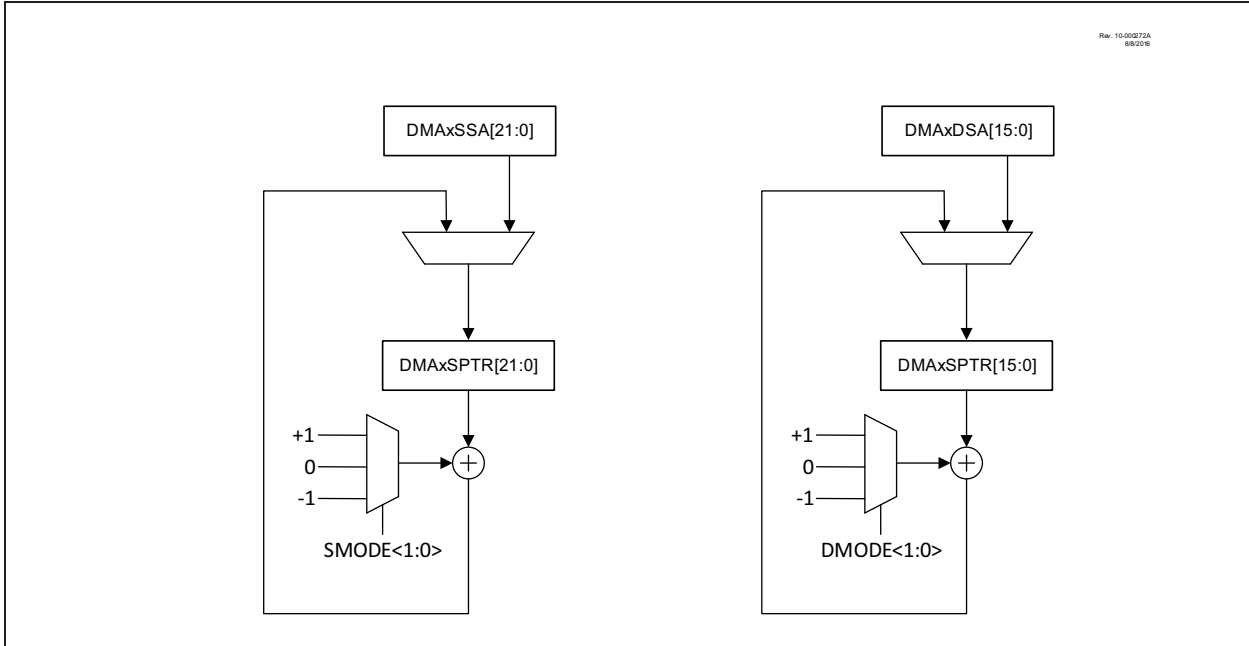 Rev. 10-000272A
8/8/2016
DMAxSSA[21:0]
DMAxSPTR[21:0]
+1
0
-1
SMODE<1:0>
DMAxDSA[15:0]
DMAxSPTR[15:0]
+1
0
-1
DMODE<1:0>